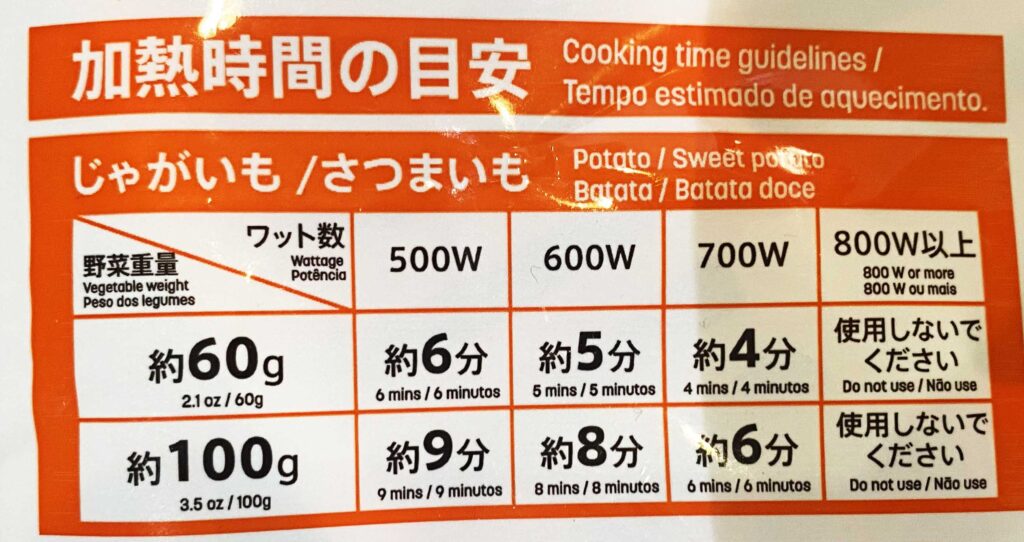 加熱時間の目安
Cooking time guidelines /
Tempo estimado de aquecimento.
じゃがいも /さつまいも
Potato / Sweet potato
Batata / Batata doce
ワット数
Wattage
Potência
野菜重量
Vegetable weight
Peso dos legumes
500W
600W
700W
800W以上
800 W or more
800 W ou mais
約60g
2.1 oz / 60g
約6分
6 mins / 6 minutos
約5分
5 mins / 5 minutos
約4分
4 mins / 4 minutos
使用しないで
ください
Do not use / Não use
約100g
3.5 oz / 100g
約9分
9 mins / 9 minutos
約8分
8 mins / 8 minutos
約6分
6 mins / 6 minutos
使用しないで
ください
Do not use / Não use